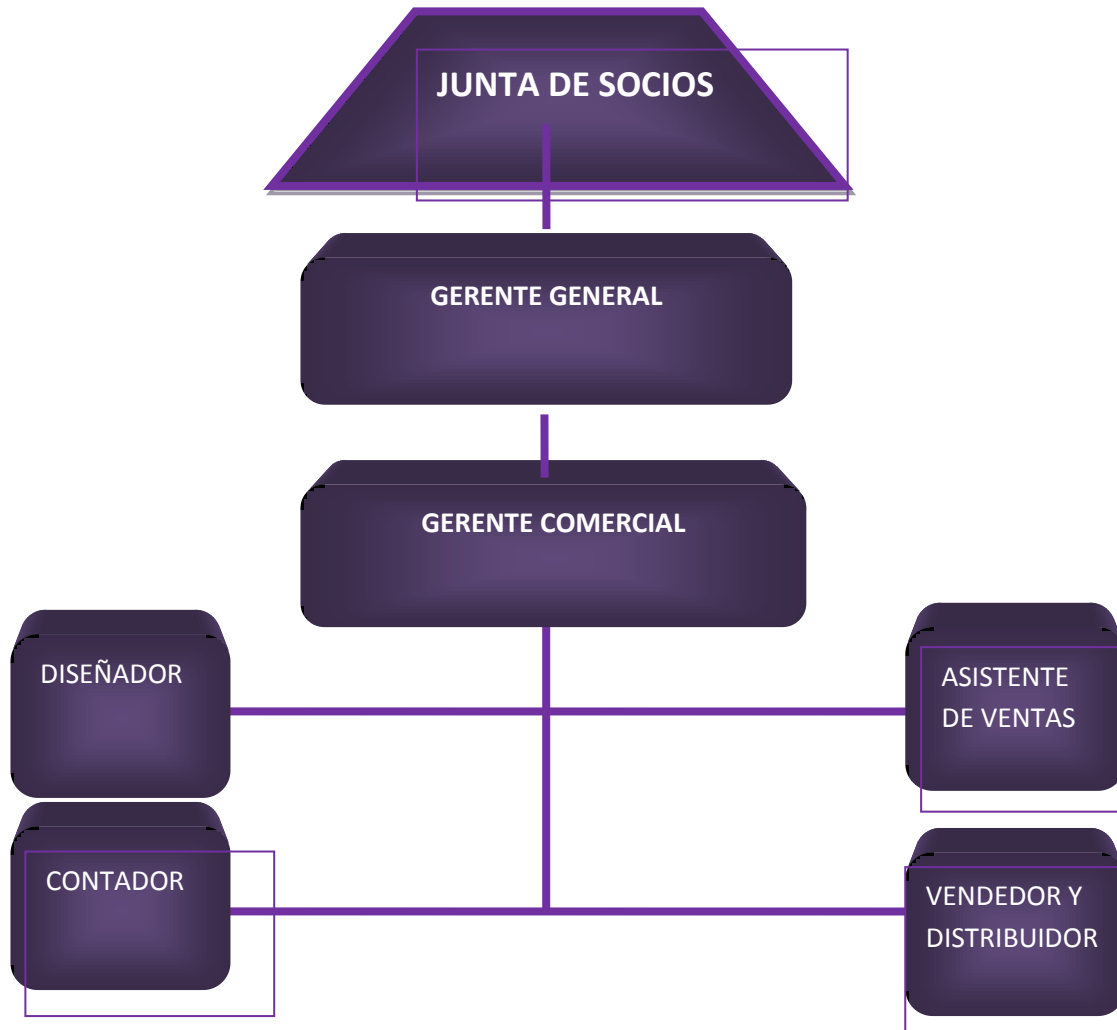 JUNTA DE SOCIOS
GERENTE GENERAL
GERENTE COMERCIAL
DISEÑADOR
ASISTENTE
DE VENTAS
CONTADOR
VENDEDOR Y
DISTRIBUIDOR